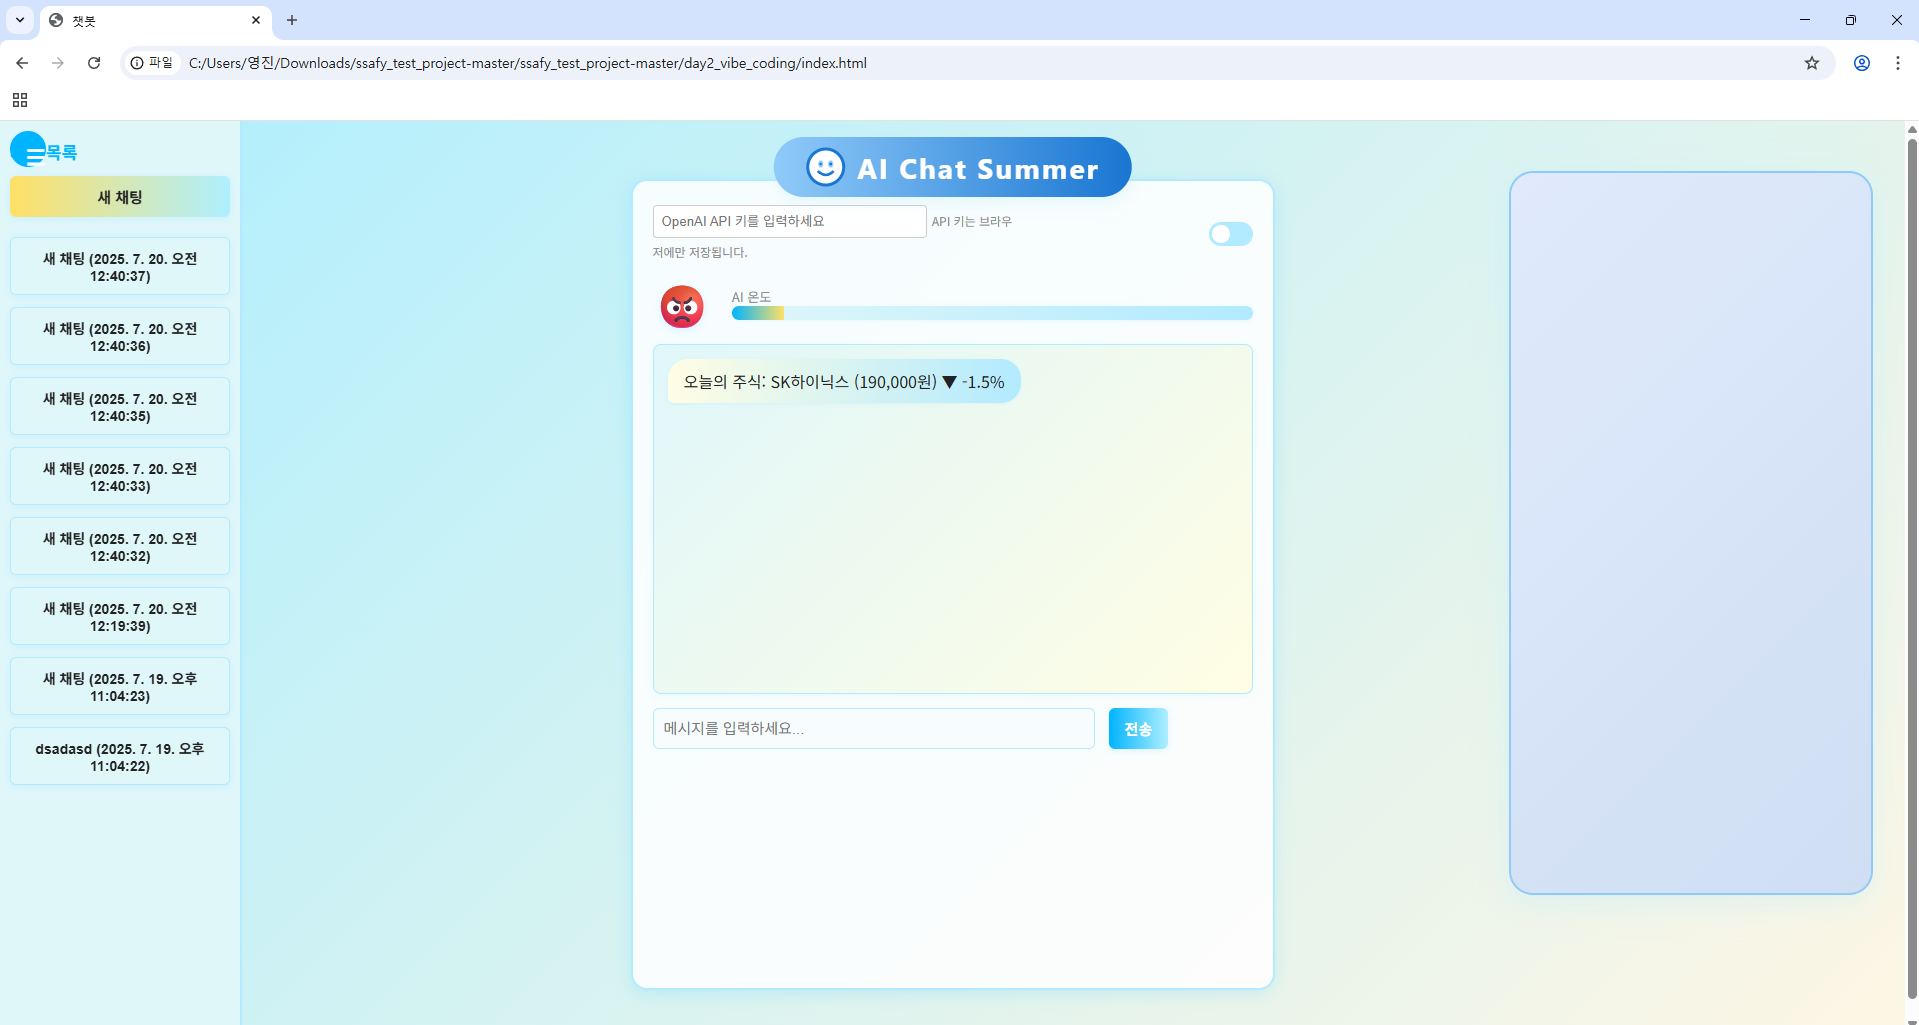 챗봇
파일
C:/Users/영진/Downloads/ssafy_test_project-master/ssafy_test_project-master/day2_vibe_coding/index.html
목록
새 채팅
새 채팅 (2025. 7. 20. 오전
12:40:37)
새 채팅 (2025. 7. 20. 오전
12:40:36)
새 채팅 (2025. 7. 20. 오전
12:40:35)
새 채팅 (2025. 7. 20. 오전
12:40:33)
새 채팅 (2025. 7. 20. 오전
12:40:32)
새 채팅 (2025. 7. 20. 오전
12:19:39)
새 채팅 (2025. 7. 19. 오후
11:04:23)
dsadasd (2025. 7. 19. 오후
11:04:22)
AI Chat Summer
OpenAI API 키를 입력하세요 API 키는 브라우
저에만 저장됩니다.
AI 온도
오늘의 주식: SK하이닉스 (190,000원) ▼ -1.5%
메시지를 입력하세요...
전송